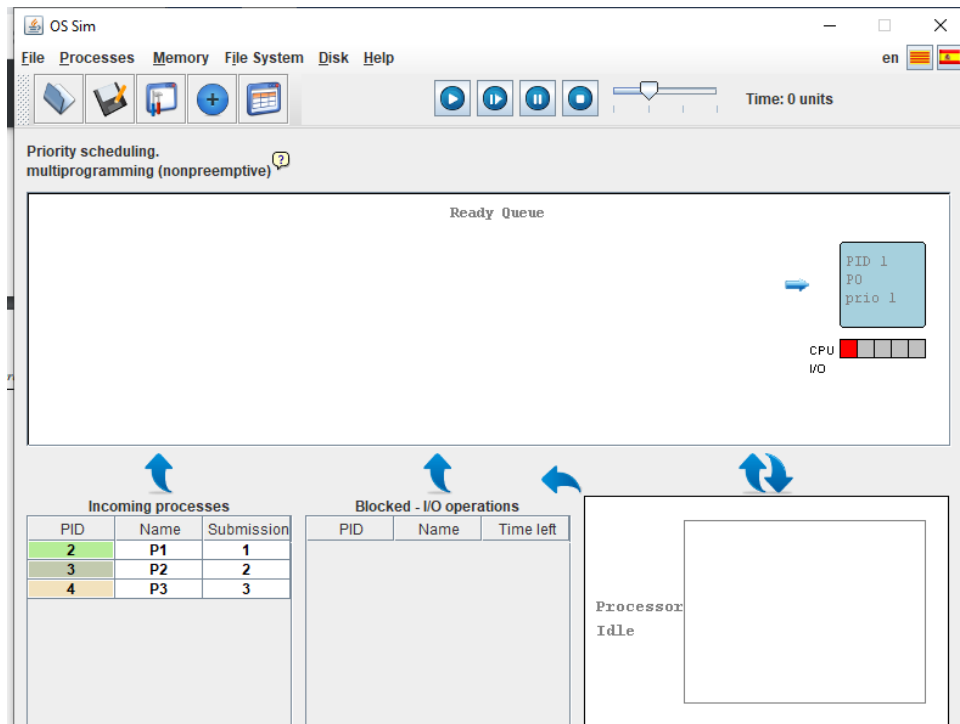 OS Sim
File Processes Memory File System Disk Help
en
Time: 0 units
Priority scheduling.
multiprogramming (nonpreemptive)
?
Ready Queue
PID 1
P0
prio 1
CPU
I/O
Incoming processes
PID Name Submission
2 P1 1
3 P2 2
4 P3 3
Blocked - I/O operations
PID Name Time left
Processor
Idle